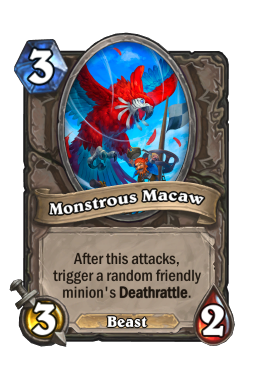 3
Monstrous Macaw
After this attacks,
trigger a random friendly
minion's Deathrattle.
3 Beast 2